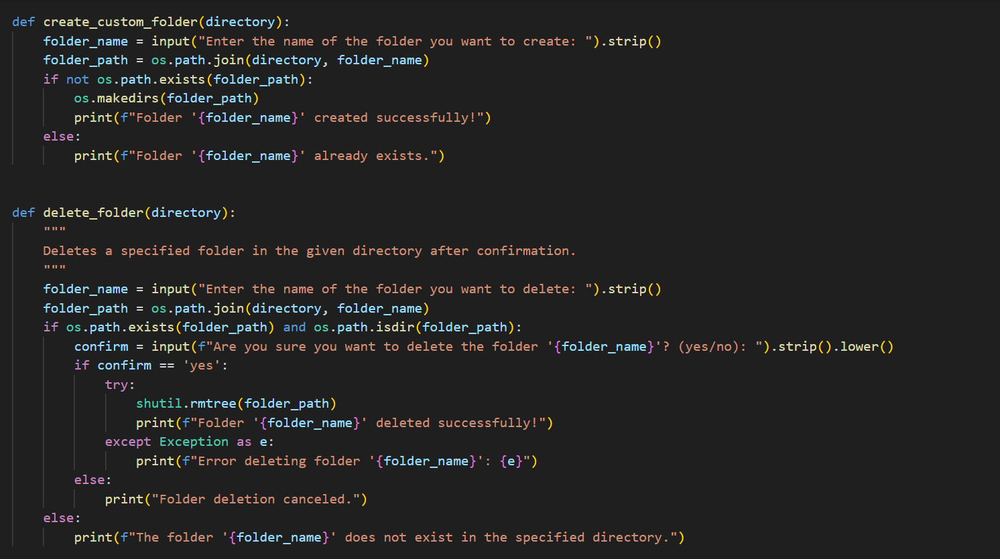 def create_custom_folder(directory):
    folder_name = input("Enter the name of the folder you want to create: ").strip()
    folder_path = os.path.join(directory, folder_name)
    if not os.path.exists(folder_path):
        os.makedirs(folder_path)
        print(f"Folder '{folder_name}' created successfully!")
    else:
        print(f"Folder '{folder_name}' already exists.")
def delete_folder(directory):
    """
    Deletes a specified folder in the given directory after confirmation.
    """
    folder_name = input("Enter the name of the folder you want to delete: ").strip()
    folder_path = os.path.join(directory, folder_name)
    if os.path.exists(folder_path) and os.path.isdir(folder_path):
        confirm = input(f"Are you sure you want to delete the folder '{folder_name}'? (yes/no): ").strip().lower()
        if confirm == 'yes':
            try:
                shutil.rmtree(folder_path)
                print(f"Folder '{folder_name}' deleted successfully!")
            except Exception as e:
                print(f"Error deleting folder '{folder_name}': {e}")
        else:
            print("Folder deletion canceled.")
    else:
        print(f"The folder '{folder_name}' does not exist in the specified directory.")